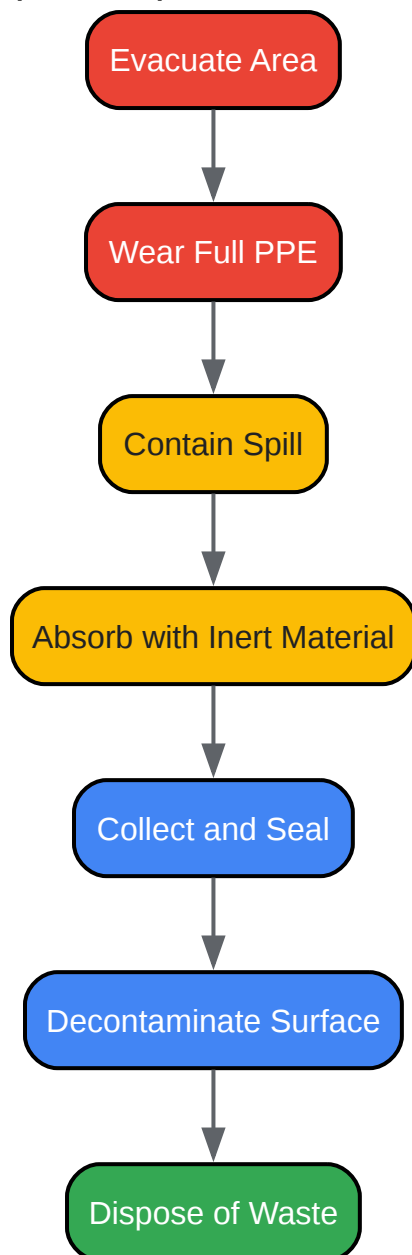 Evacuate Area
Wear Full PPE
Contain Spill
Absorb with Inert Material
Collect and Seal
Decontaminate Surface
Dispose of Waste